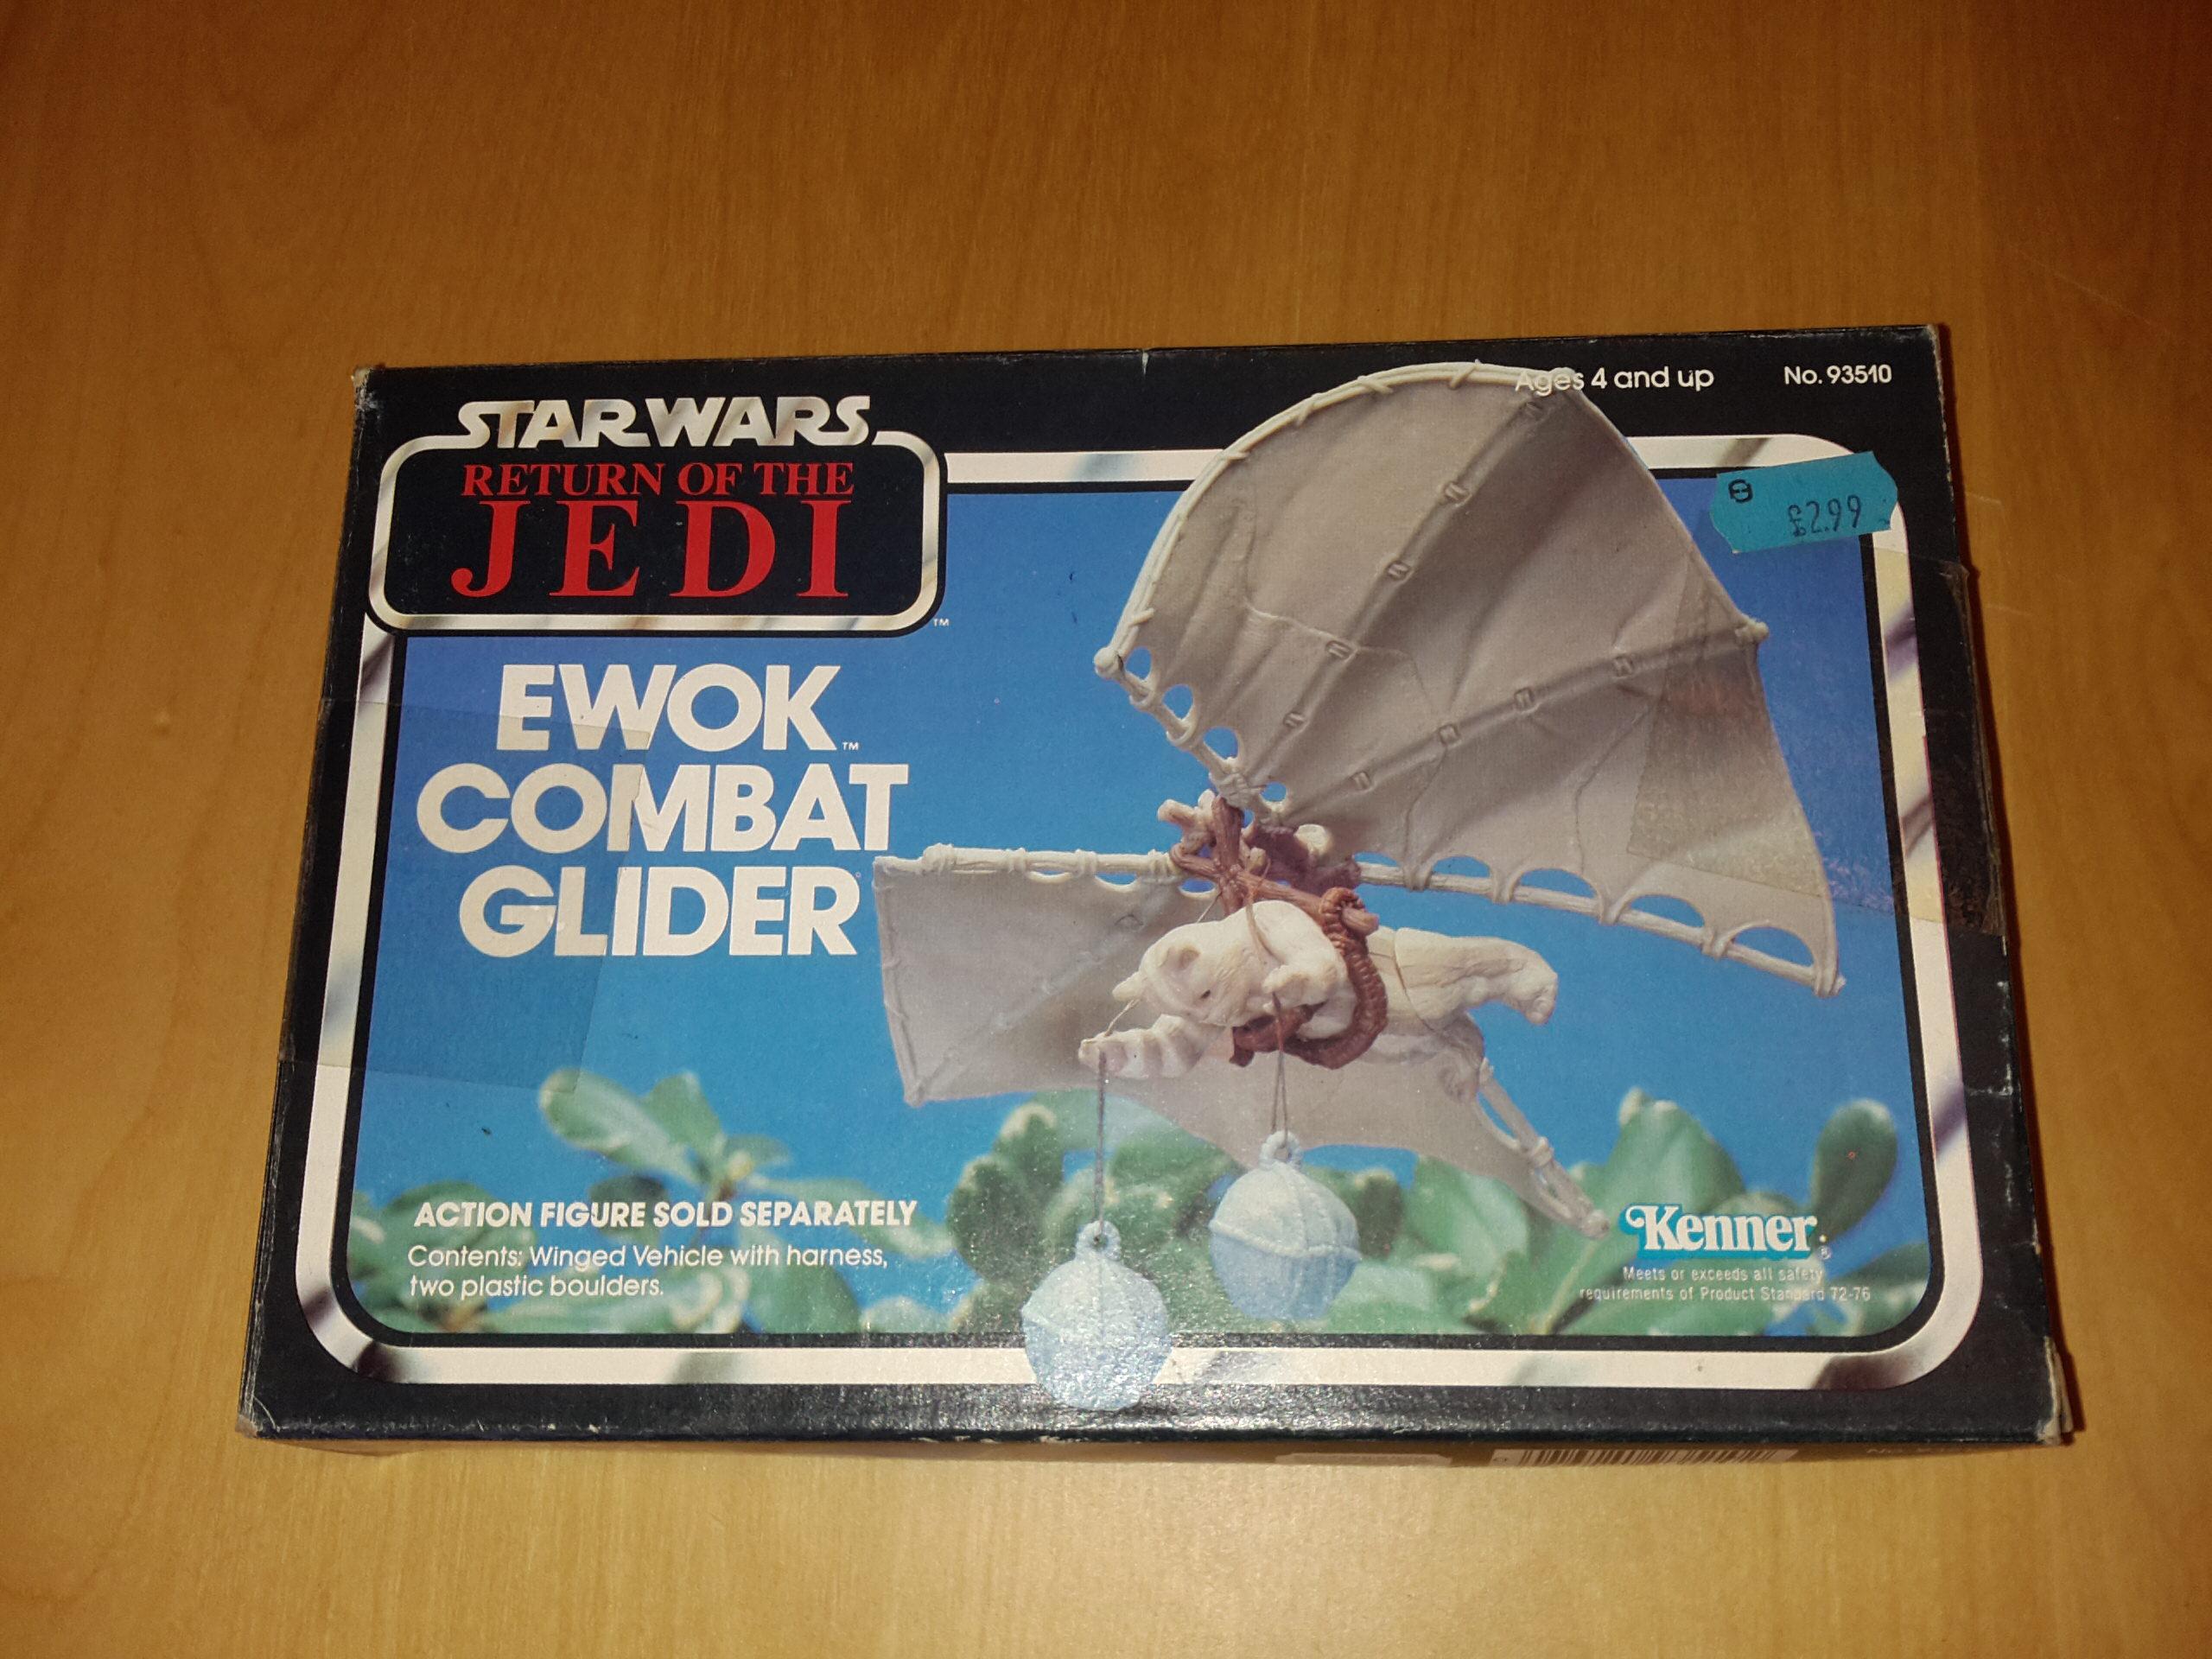 Ages 4 and up
No. 93510
STAR WARS
RETURN OF THE
JEDI
TM
£2.99
EWOK TM
COMBAT
GLIDER
ACTION FIGURE SOLD SEPARATELY
Contents: Winged Vehicle with harness,
two plastic boulders.
Kenner®
Meets or exceeds all safety
requirements of Product Standard 72-76